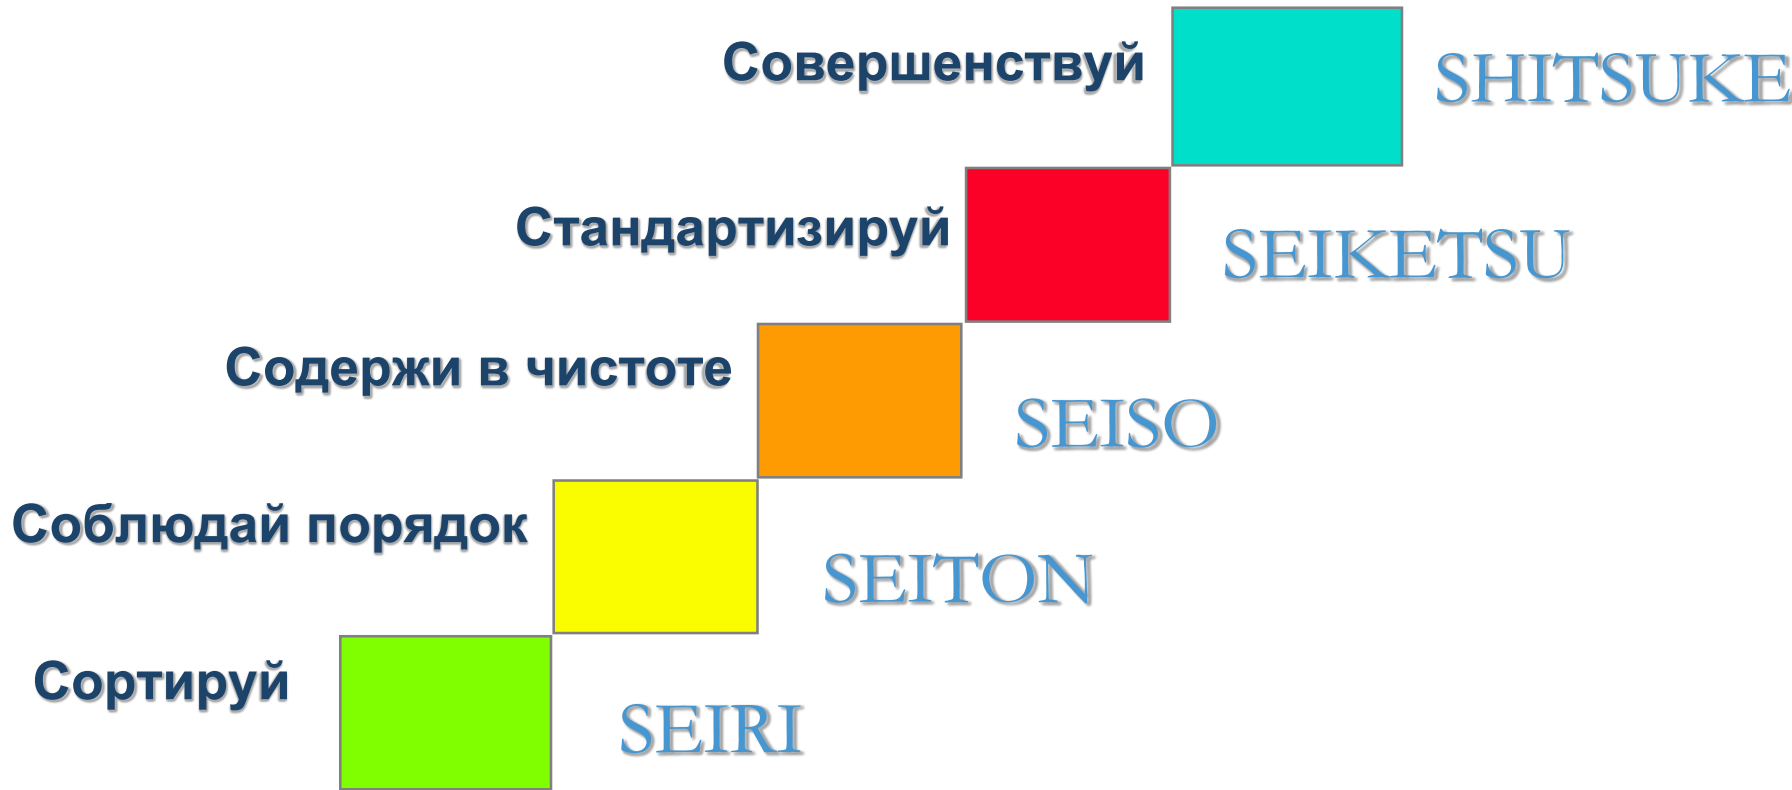 Совершенствуй
SHITSUKE
Стандартизируй
SEIKETSU
Содержи в чистоте
SEISO
Соблюдай порядок
SEITON
Сортируй
SEIRI